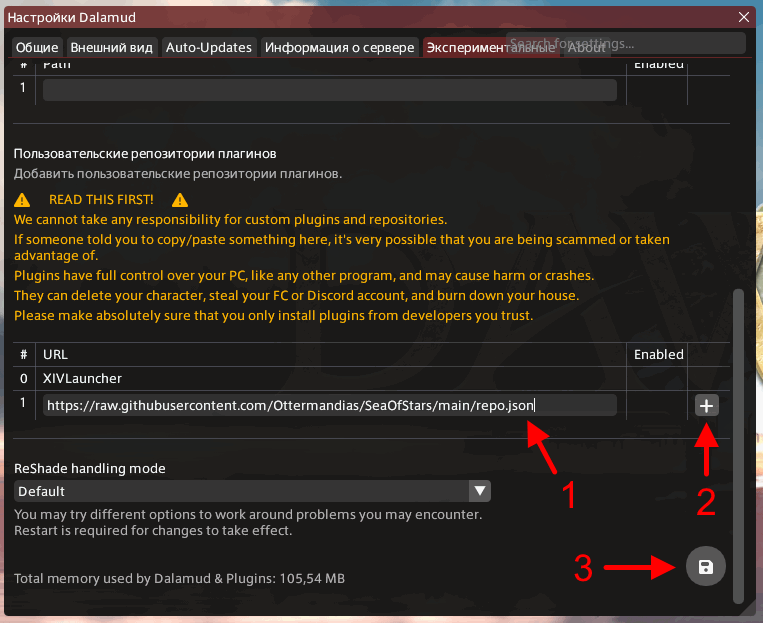 Настройки Dalamud
Общие Внешний вид Auto-Updates Информация о сервере Экспериментальные About
Search for settings...
# Path Enabled
1
Пользовательские репозитории плагинов
Добавить пользовательские репозитории плагинов.
READ THIS FIRST!
We cannot take any responsibility for custom plugins and repositories.
If someone told you to copy/paste something here, it's very possible that you are being scammed or taken
advantage of.
Plugins have full control over your PC, like any other program, and may cause harm or crashes.
They can delete your character, steal your FC or Discord account, and burn down your house.
Please make absolutely sure that you only install plugins from developers you trust.
# URL Enabled
0 XIVLauncher
1 https://raw.githubusercontent.com/Ottermandias/SeaOfStars/main/repo.json
ReShade handling mode
1
2
Default
You may try different options to work around problems you may encounter.
Restart is required for changes to take effect.
3
Total memory used by Dalamud & Plugins: 105,54 MB